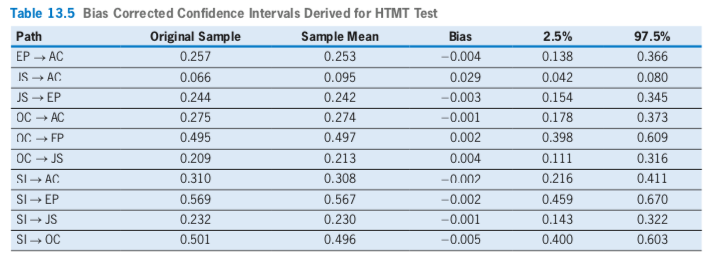 Table 13.5 Bias Corrected Confidence Intervals Derived for HTMT Test
Path Original Sample Sample Mean Bias 2.5% 97.5%
EP → AC 0.257 0.253 −0.004 0.138 0.366
JS → AC 0.066 0.095 0.029 0.042 0.080
JS → EP 0.244 0.242 −0.003 0.154 0.345
OC → AC 0.275 0.274 −0.001 0.178 0.373
OC → EP 0.495 0.497 0.002 0.398 0.609
OC → JS 0.209 0.213 0.004 0.111 0.316
SI → AC 0.310 0.308 −0.002 0.216 0.411
SI → EP 0.569 0.567 −0.002 0.459 0.670
SI → JS 0.232 0.230 −0.001 0.143 0.322
SI → OC 0.501 0.496 −0.005 0.400 0.603